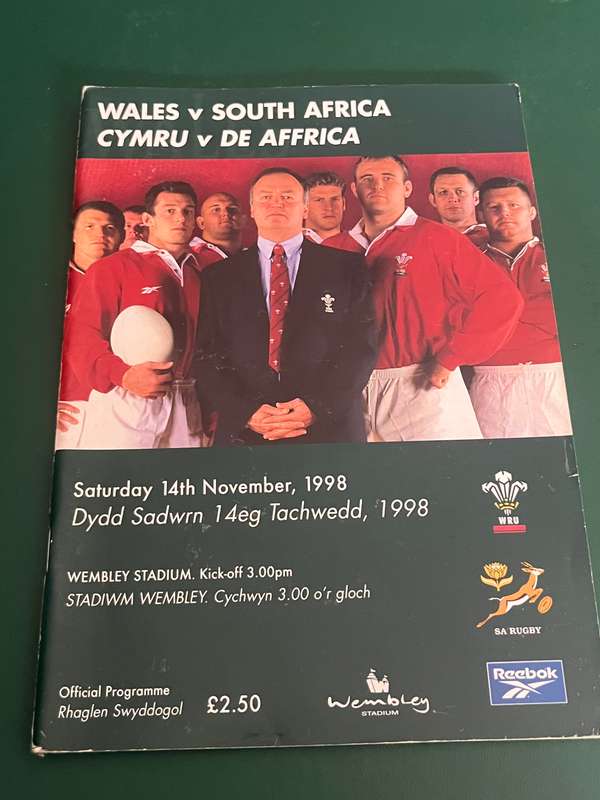 WALES v SOUTH AFRICA
CYMRU v DE AFFRICA
Saturday 14th November, 1998
Dydd Sadwrn 14eg Tachwedd, 1998
WRU
WEMBLEY STADIUM. Kick-off 3.00pm
STADIWM WEMBLEY. Cychwyn 3.00 o'r gloch
SA RUGBY
Official Programme
Rhaglen Swyddogol
£2.50
Wembley
STADIUM
Reebok